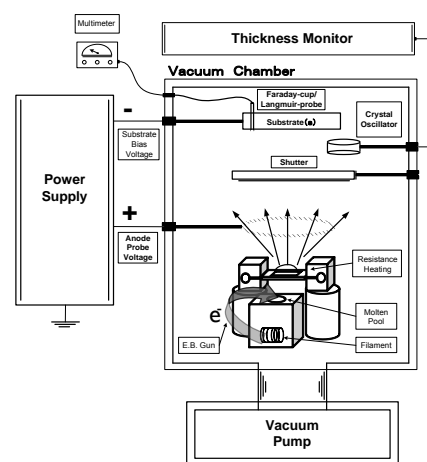 Multimeter
Thickness Monitor
Vacuum Chamber
Faraday-cup/
Langmuir-probe
Substrate(s)
Crystal
Oscillator
-
Substrate
Bias
Voltage
Shutter
Power
Supply
+
Anode
Probe
Voltage
Resistance
Heating
e-
Molten
Pool
E.B. Gun
Filament
Vacuum
Pump